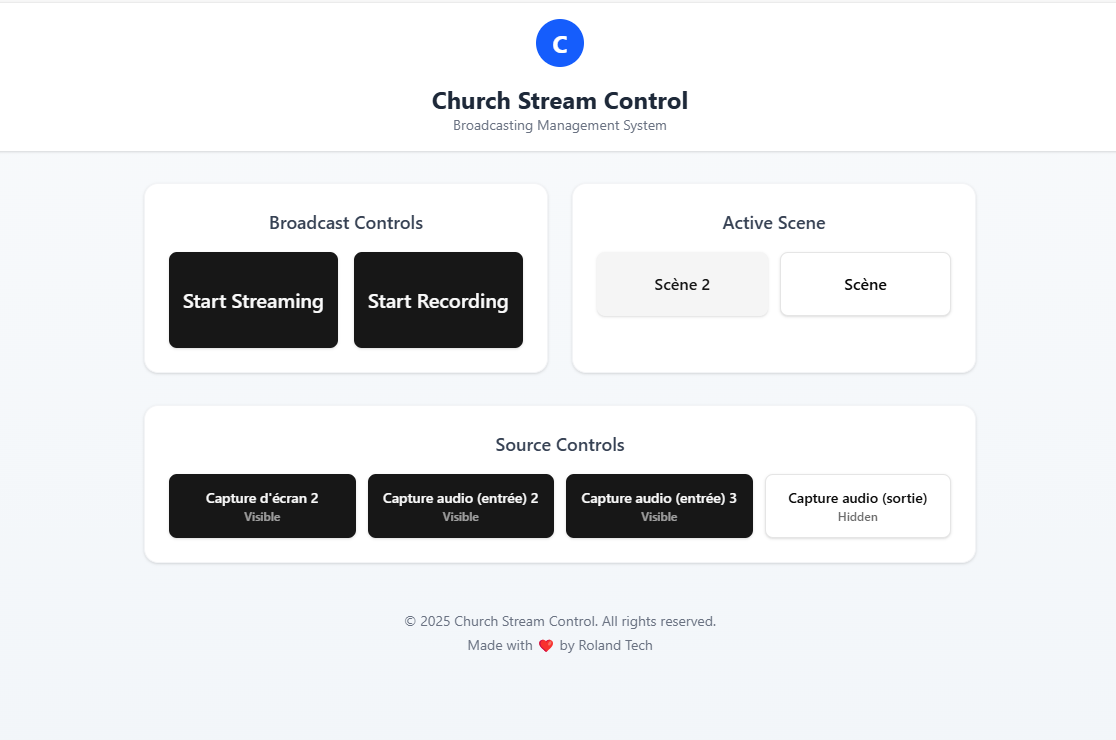 C
Church Stream Control
Broadcasting Management System
Broadcast Controls
Start Streaming
Start Recording
Active Scene
Scène 2
Scène
Source Controls
Capture d'écran 2
Visible
Capture audio (entrée) 2
Visible
Capture audio (entrée) 3
Visible
Capture audio (sortie)
Hidden
© 2025 Church Stream Control. All rights reserved.
Made with ❤️ by Roland Tech